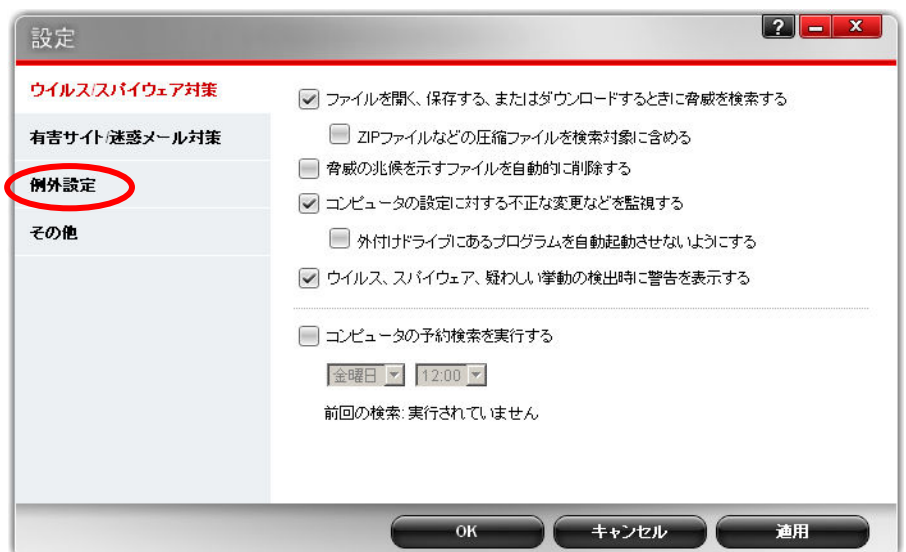 設定
?
ウイルス/スパイウェア対策
有害サイト/迷惑メール対策
例外設定
その他
ファイルを開く、保存する、またはダウンロードするときに脅威を検索する
ZIPファイルなどの圧縮ファイルを検索対象に含める
脅威の兆候を示すファイルを自動的に削除する
コンピュータの設定に対する不正な変更などを監視する
外付けドライブにあるプログラムを自動起動させないようにする
ウイルス、スパイウェア、疑わしい挙動の検出時に警告を表示する
コンピュータの予約検索を実行する
金曜日 12:00
前回の検索: 実行されていません
OK キャンセル 適用